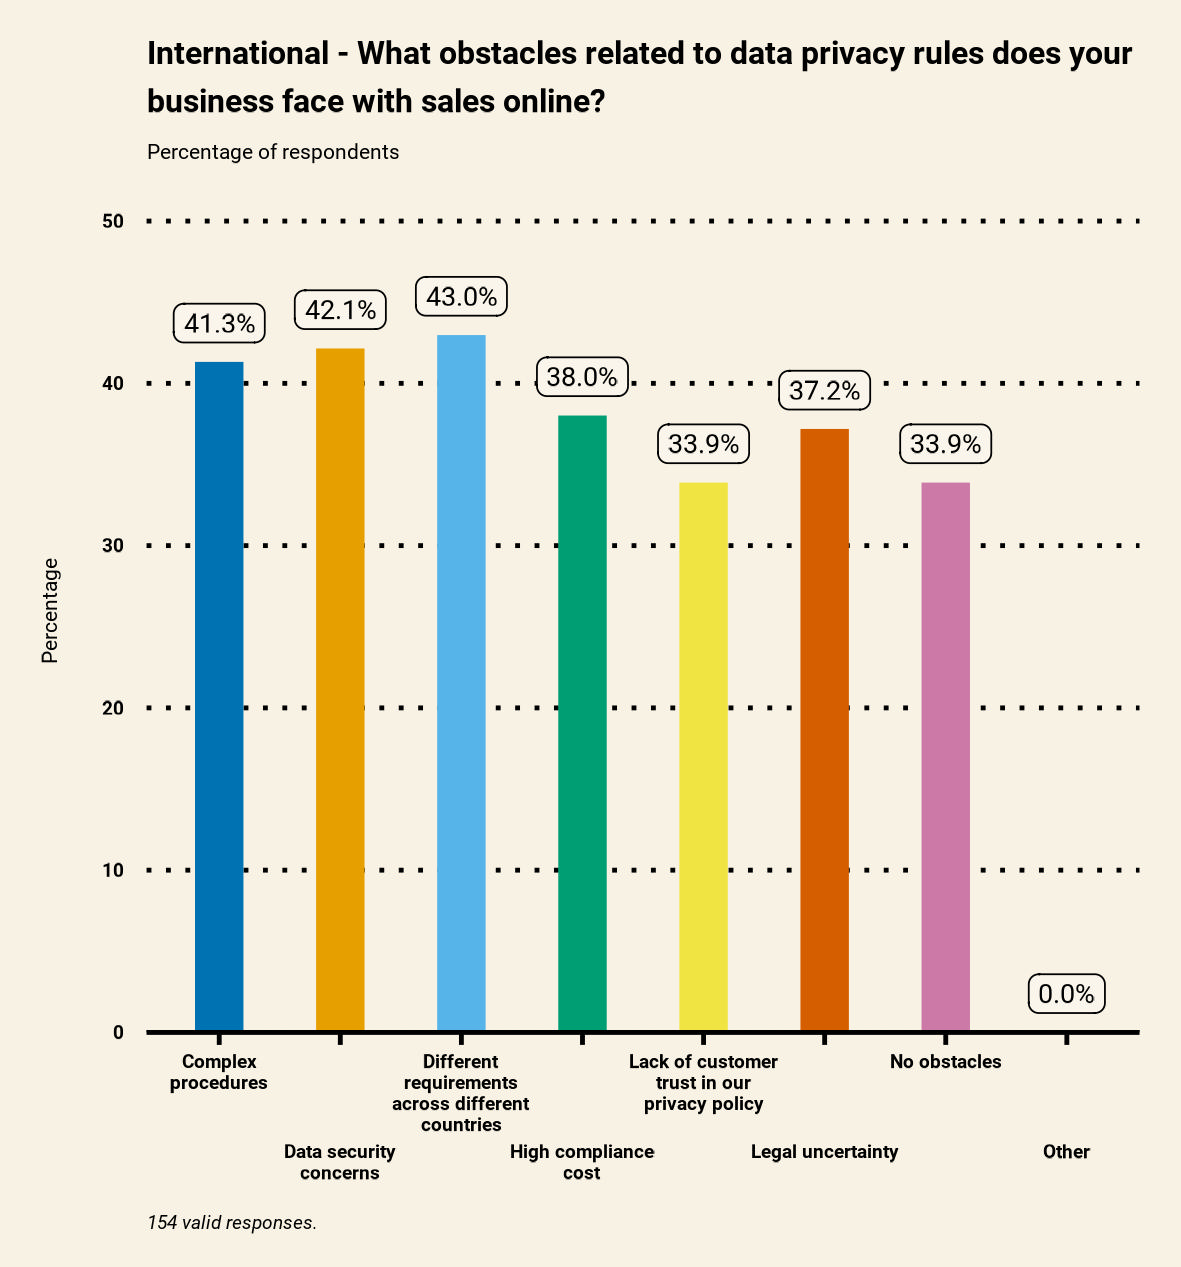 International - What obstacles related to data privacy rules does your
business face with sales online?
Percentage of respondents
50
40
30
20
10
0
Percentage
41.3%
42.1%
43.0%
38.0%
33.9%
37.2%
33.9%
0.0%
Complex
procedures
Data security
concerns
Different
requirements
across different
countries
High compliance
cost
Lack of customer
trust in our
privacy policy
Legal uncertainty
No obstacles
Other
154 valid responses.